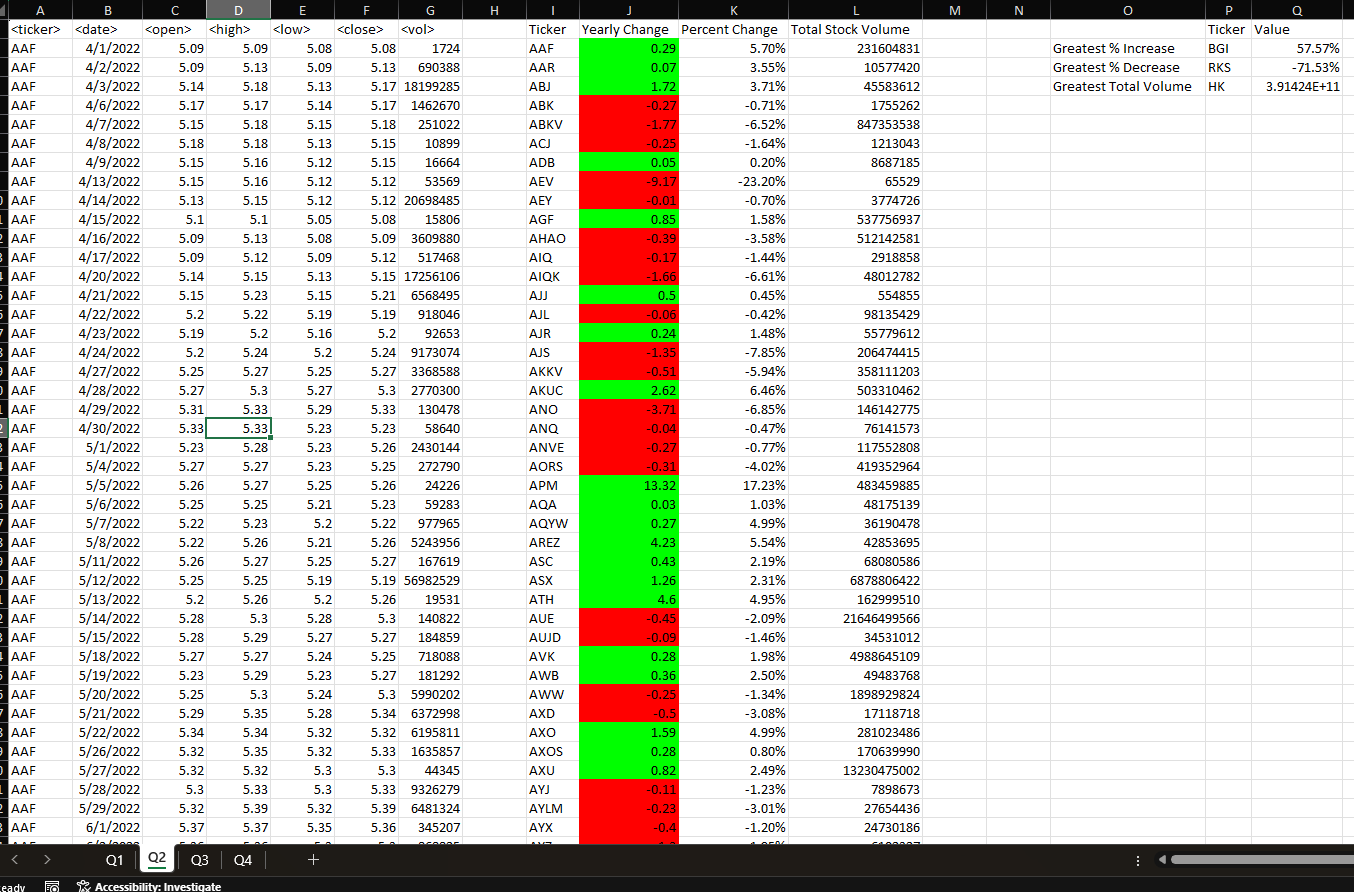 A B C D E F G H I J K L M N O P Q
<ticker> <date> <open> <high> <low> <close> <vol> Ticker Yearly Change Percent Change Total Stock Volume Ticker Value
AAF 4/1/2022 5.09 5.09 5.08 5.08 1724 AAF 0.29 5.70% 231604831 Greatest % Increase BGI 57.57%
AAF 4/2/2022 5.09 5.13 5.09 5.13 690388 AAR 0.07 3.55% 10577420 Greatest % Decrease RKS -71.53%
AAF 4/3/2022 5.14 5.18 5.13 5.17 18199285 ABJ 1.72 3.71% 45583612 Greatest Total Volume HK 3.91424E+11
AAF 4/6/2022 5.17 5.17 5.14 5.17 1462670 ABK -0.27 -0.71% 1755262
AAF 4/7/2022 5.15 5.18 5.15 5.18 251022 ABKV -1.77 -6.52% 847353538
AAF 4/8/2022 5.18 5.18 5.13 5.15 10899 ACJ -0.25 -1.64% 1213043
AAF 4/9/2022 5.15 5.16 5.12 5.15 16664 ADB 0.05 0.20% 8687185
AAF 4/13/2022 5.15 5.16 5.12 5.12 53569 AEV -9.17 -23.20% 65529
AAF 4/14/2022 5.13 5.15 5.12 5.12 20698485 AEY -0.01 -0.70% 3774726
AAF 4/15/2022 5.1 5.1 5.05 5.08 15806 AGF 0.85 1.58% 537756937
AAF 4/16/2022 5.09 5.13 5.08 5.09 3609880 AHAO -0.39 -3.58% 512142581
AAF 4/17/2022 5.09 5.12 5.09 5.12 517468 AIQ -0.17 -1.44% 2918858
AAF 4/20/2022 5.14 5.15 5.13 5.15 17256106 AIQK -1.66 -6.61% 48012782
AAF 4/21/2022 5.15 5.23 5.15 5.21 6568495 AJJ 0.5 0.45% 554855
AAF 4/22/2022 5.2 5.22 5.19 5.19 918046 AJL -0.06 -0.42% 98135429
AAF 4/23/2022 5.19 5.2 5.16 5.2 92653 AJR 0.24 1.48% 55779612
AAF 4/24/2022 5.2 5.24 5.2 5.24 9173074 AJS -1.35 -7.85% 206474415
AAF 4/27/2022 5.25 5.27 5.25 5.27 3368588 AKKV -0.51 -5.94% 358111203
AAF 4/28/2022 5.27 5.3 5.27 5.3 2770300 AKUC 2.62 6.46% 503310462
AAF 4/29/2022 5.31 5.33 5.29 5.33 130478 ANO -3.71 -6.85% 146142775
AAF 4/30/2022 5.33 5.33 5.23 5.23 58640 ANQ -0.04 -0.47% 76141573
AAF 5/1/2022 5.23 5.28 5.23 5.26 2430144 ANVE -0.27 -0.77% 117552808
AAF 5/4/2022 5.27 5.27 5.23 5.26 272790 AORS -0.31 -4.02% 419352964
AAF 5/5/2022 5.26 5.27 5.25 5.26 24226 APM 13.32 17.23% 483459885
AAF 5/6/2022 5.25 5.25 5.21 5.23 59283 AQA 0.03 1.03% 48175139
AAF 5/7/2022 5.22 5.23 5.2 5.22 977965 AQYW 0.27 4.99% 36190478
AAF 5/8/2022 5.22 5.26 5.21 5.26 5243956 AREZ 4.23 5.54% 42853695
AAF 5/11/2022 5.26 5.27 5.25 5.27 167619 ASC 0.43 2.19% 68080586
AAF 5/12/2022 5.25 5.25 5.19 5.19 56982529 ASX 1.26 2.31% 6878806422
AAF 5/13/2022 5.2 5.26 5.2 5.26 19531 ATH 4.6 4.95% 162999510
AAF 5/14/2022 5.28 5.3 5.28 5.3 140822 AUE -0.45 -2.09% 21646499566
AAF 5/15/2022 5.28 5.29 5.27 5.27 184859 AUJD -0.09 -1.46% 34531012
AAF 5/18/2022 5.27 5.27 5.24 5.25 718088 AVK 0.28 1.98% 4988645109
AAF 5/19/2022 5.23 5.29 5.23 5.27 181292 AWB 0.36 2.50% 49483768
AAF 5/20/2022 5.25 5.3 5.24 5.3 5990202 AWW -0.25 -1.34% 1898929824
AAF 5/21/2022 5.29 5.35 5.28 5.34 6372998 AXD -0.5 -3.08% 17118718
AAF 5/22/2022 5.34 5.34 5.32 5.32 6195811 AXO 1.59 4.99% 281023486
AAF 5/26/2022 5.32 5.35 5.32 5.33 1635857 AXOS 0.28 0.80% 170639990
AAF 5/27/2022 5.32 5.32 5.3 5.3 44345 AXU 0.82 2.49% 13230475002
AAF 5/28/2022 5.3 5.33 5.3 5.33 9326279 AYJ -0.11 -1.23% 7898673
AAF 5/29/2022 5.32 5.39 5.32 5.39 6481324 AYLM -0.23 -3.01% 27654436
AAF 6/1/2022 5.37 5.37 5.35 5.36 345207 AYX -0.4 -1.20% 24730186
Q1 Q2 Q3 Q4 +
Accessibility: Investigate